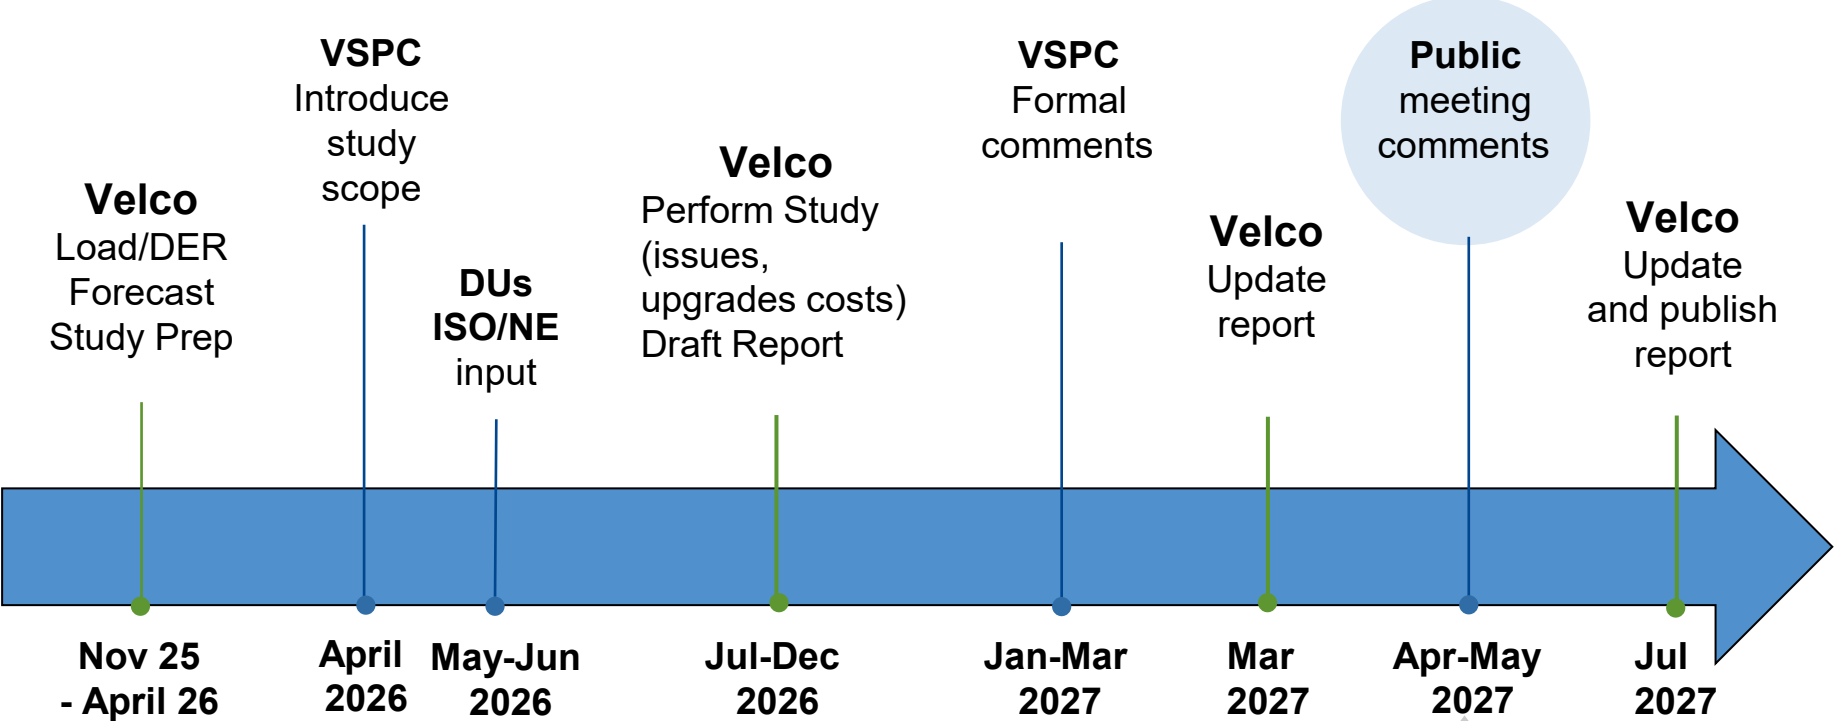 Velco
Load/DER
Forecast
Study Prep
Nov 25
- April 26
VSPC
Introduce
study
scope
April
2026
DUs
ISO/NE
input
May-Jun
2026
Velco
Perform Study
(issues,
upgrades costs)
Draft Report
Jul-Dec
2026
VSPC
Formal
comments
Jan-Mar
2027
Velco
Update
report
Mar
2027
Public
meeting
comments
Apr-May
2027
Velco
Update
and publish
report
Jul
2027